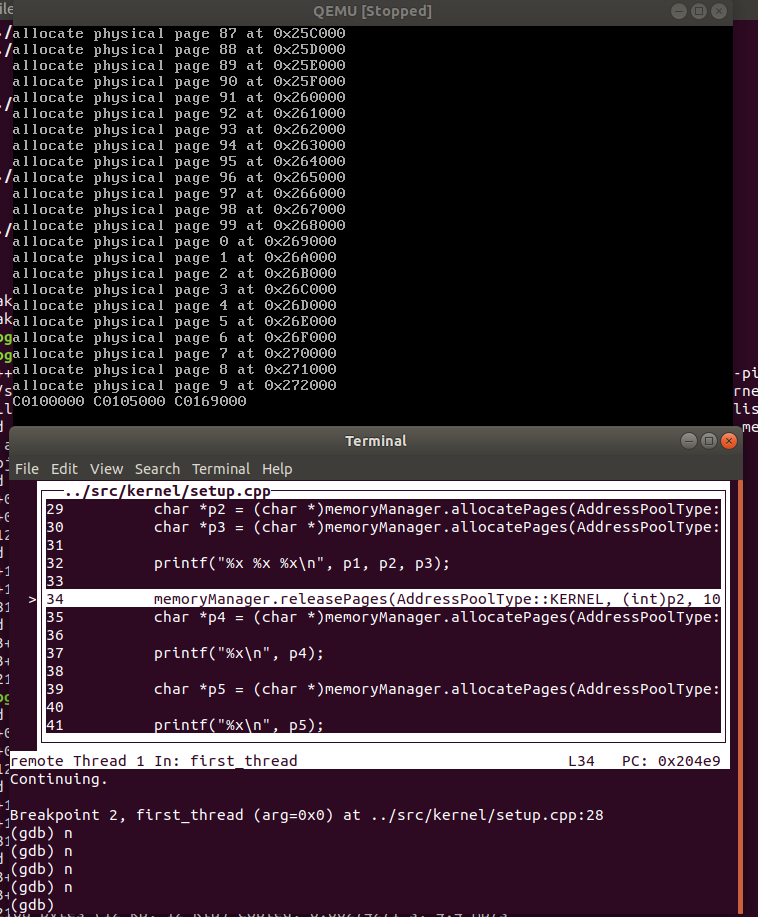 QEMU [Stopped]
allocate physical page 87 at 0x25C000
allocate physical page 88 at 0x25D000
allocate physical page 89 at 0x25E000
allocate physical page 90 at 0x25F000
allocate physical page 91 at 0x260000
allocate physical page 92 at 0x261000
allocate physical page 93 at 0x262000
allocate physical page 94 at 0x263000
allocate physical page 95 at 0x264000
allocate physical page 96 at 0x265000
allocate physical page 97 at 0x266000
allocate physical page 98 at 0x267000
allocate physical page 99 at 0x268000
allocate physical page 0 at 0x269000
allocate physical page 1 at 0x26A000
allocate physical page 2 at 0x26B000
allocate physical page 3 at 0x26C000
allocate physical page 4 at 0x26D000
allocate physical page 5 at 0x26E000
allocate physical page 6 at 0x26F000
allocate physical page 7 at 0x270000
allocate physical page 8 at 0x271000
allocate physical page 9 at 0x272000
C0100000 C0105000 C0169000
Terminal
File Edit View Search Terminal Help
../src/kernel/setup.cpp
29 char *p2 = (char *)memoryManager.allocatePages(AddressPoolType:
30 char *p3 = (char *)memoryManager.allocatePages(AddressPoolType:
31
32 printf("%x %x %x\n", p1, p2, p3);
33
> 34 memoryManager.releasePages(AddressPoolType::KERNEL, (int)p2, 10
35 char *p4 = (char *)memoryManager.allocatePages(AddressPoolType:
36
37 printf("%x\n", p4);
38
39 char *p5 = (char *)memoryManager.allocatePages(AddressPoolType:
40
41 printf("%x\n", p5);
remote Thread 1 In: first_thread L34 PC: 0x204e9
Continuing.
Breakpoint 2, first_thread (arg=0x0) at ../src/kernel/setup.cpp:28
(gdb) n
(gdb) n
(gdb) n
(gdb) n
(gdb)